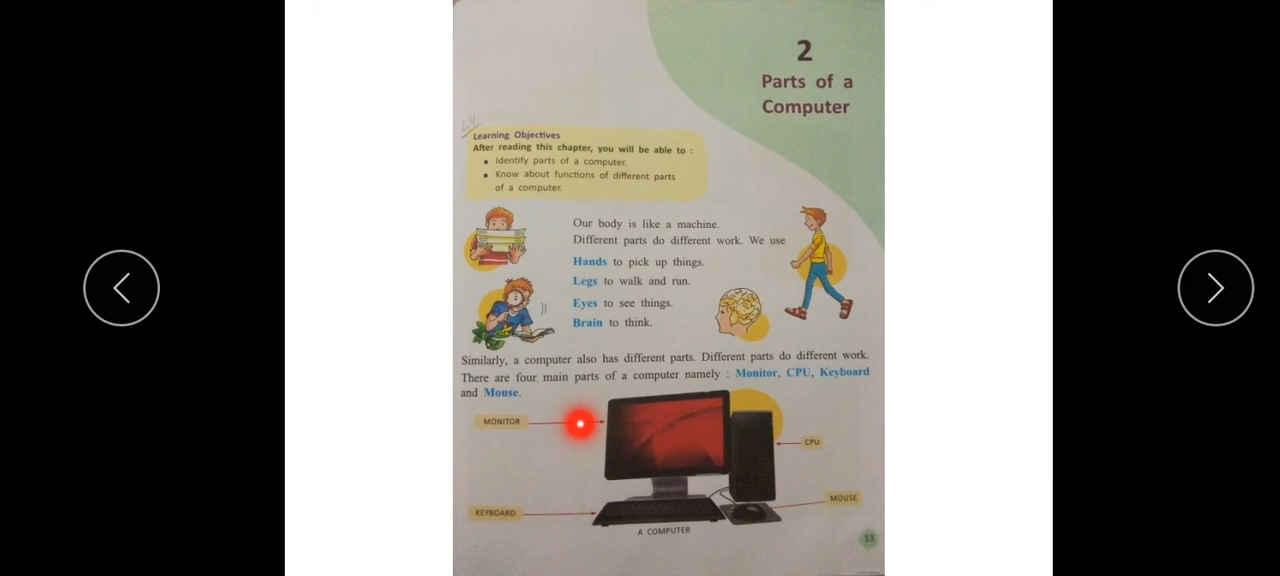 2
Parts of a
Computer
Learning Objectives
After reading this chapter, you will be able to :
• Identify parts of a computer.
• Know about functions of different parts
of a computer.
Our body is like a machine.
Different parts do different work. We use
Hands to pick up things.
Legs to walk and run.
Eyes to see things.
Brain to think.
Similarly, a computer also has different parts. Different parts do different work.
There are four main parts of a computer namely : Monitor, CPU, Keyboard
and Mouse.
MONITOR
CPU
MOUSE
KEYBOARD
A COMPUTER
13